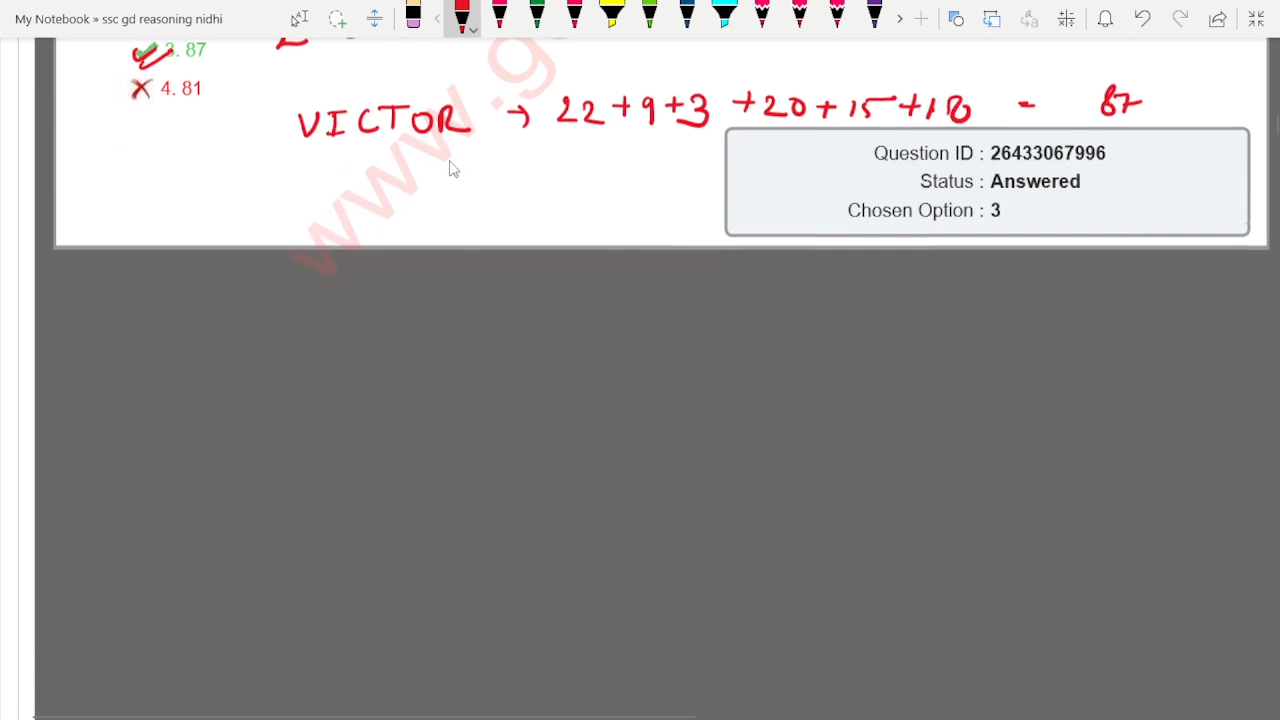 My Notebook » ssc gd reasoning nidhi
3. 87
4. 81
VICTOR → 22+9+3 +20+15+18 = 87
Question ID : 26433067996
Status : Answered
Chosen Option : 3
www.g